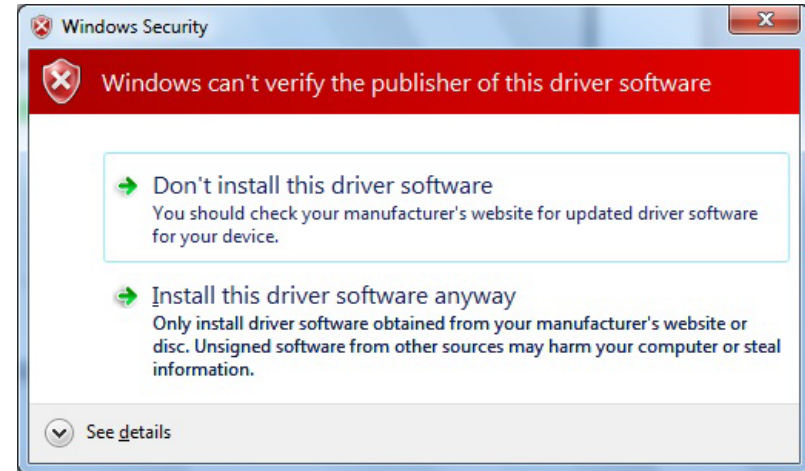 Windows Security
Windows can't verify the publisher of this driver software
Don't install this driver software
You should check your manufacturer's website for updated driver software
for your device.
Install this driver software anyway
Only install driver software obtained from your manufacturer's website or
disc. Unsigned software from other sources may harm your computer or steal
information.
See details